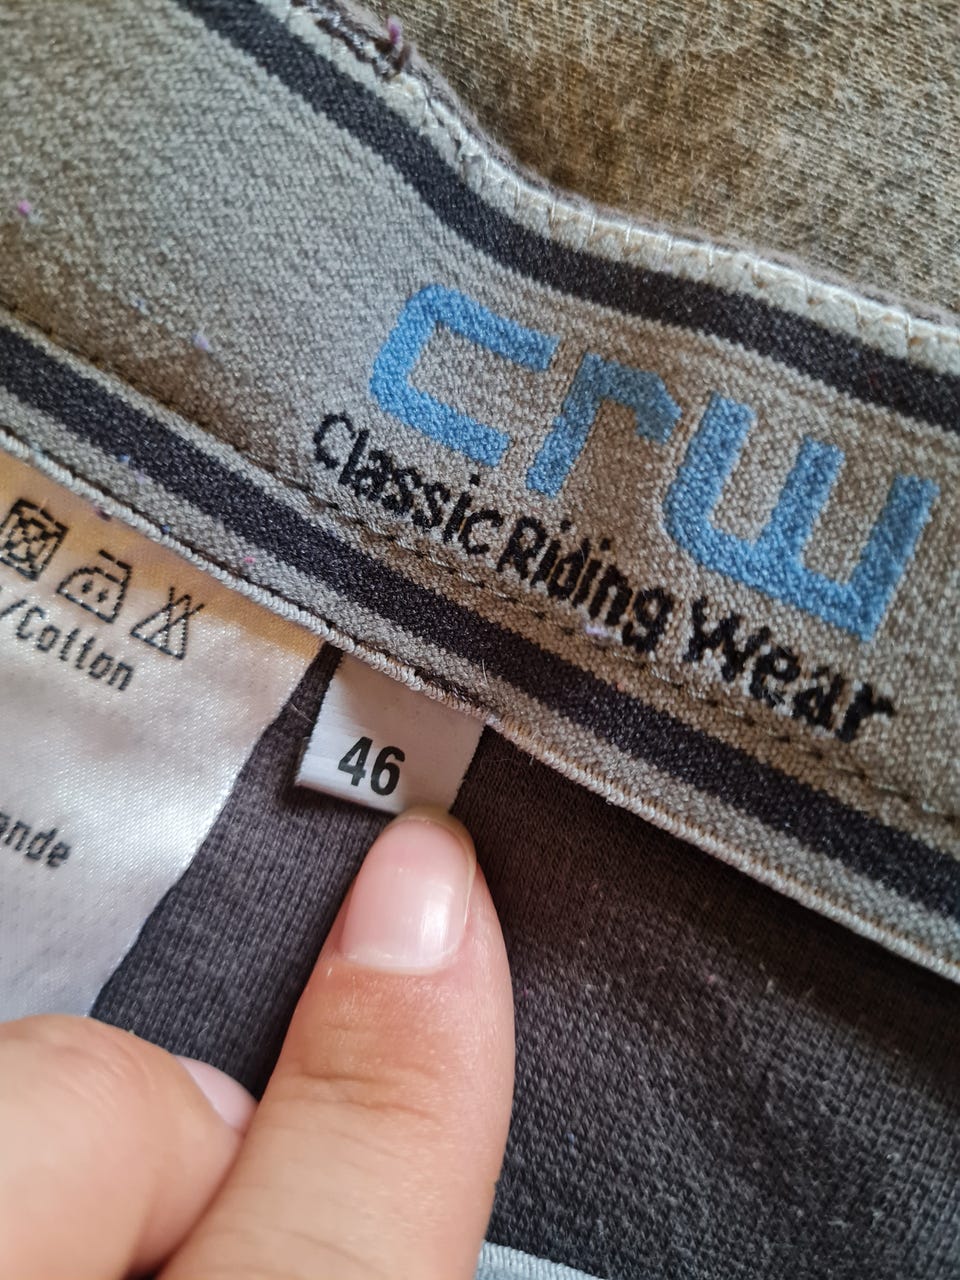 crw
Classic Riding Wear
/Cotton
46
ande